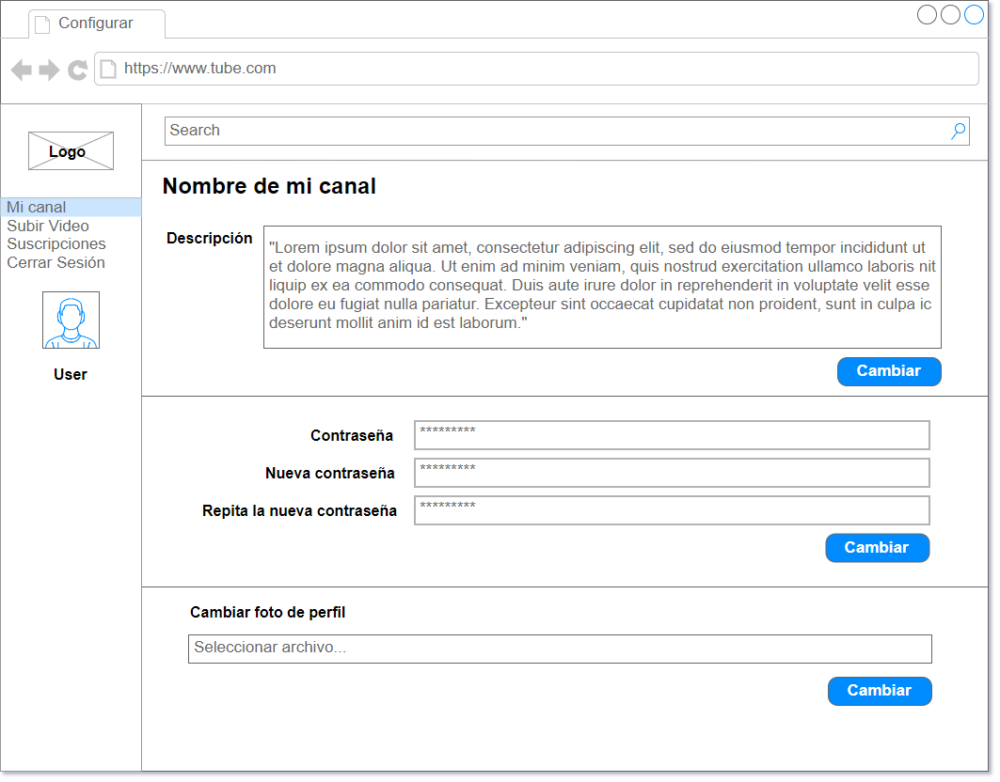 Configurar
https://www.tube.com
Logo
Search
Mi canal
Subir Video
Suscripciones
Cerrar Sesión
User
Nombre de mi canal
Descripción
"Lorem ipsum dolor sit amet, consectetur adipiscing elit, sed do eiusmod tempor incididunt ut
et dolore magna aliqua. Ut enim ad minim veniam, quis nostrud exercitation ullamco laboris nit
liquip ex ea commodo consequat. Duis aute irure dolor in reprehenderit in voluptate velit esse
dolore eu fugiat nulla pariatur. Excepteur sint occaecat cupidatat non proident, sunt in culpa ic
deserunt mollit anim id est laborum."
Cambiar
Contraseña *********
Nueva contraseña *********
Repita la nueva contraseña *********
Cambiar
Cambiar foto de perfil
Seleccionar archivo...
Cambiar